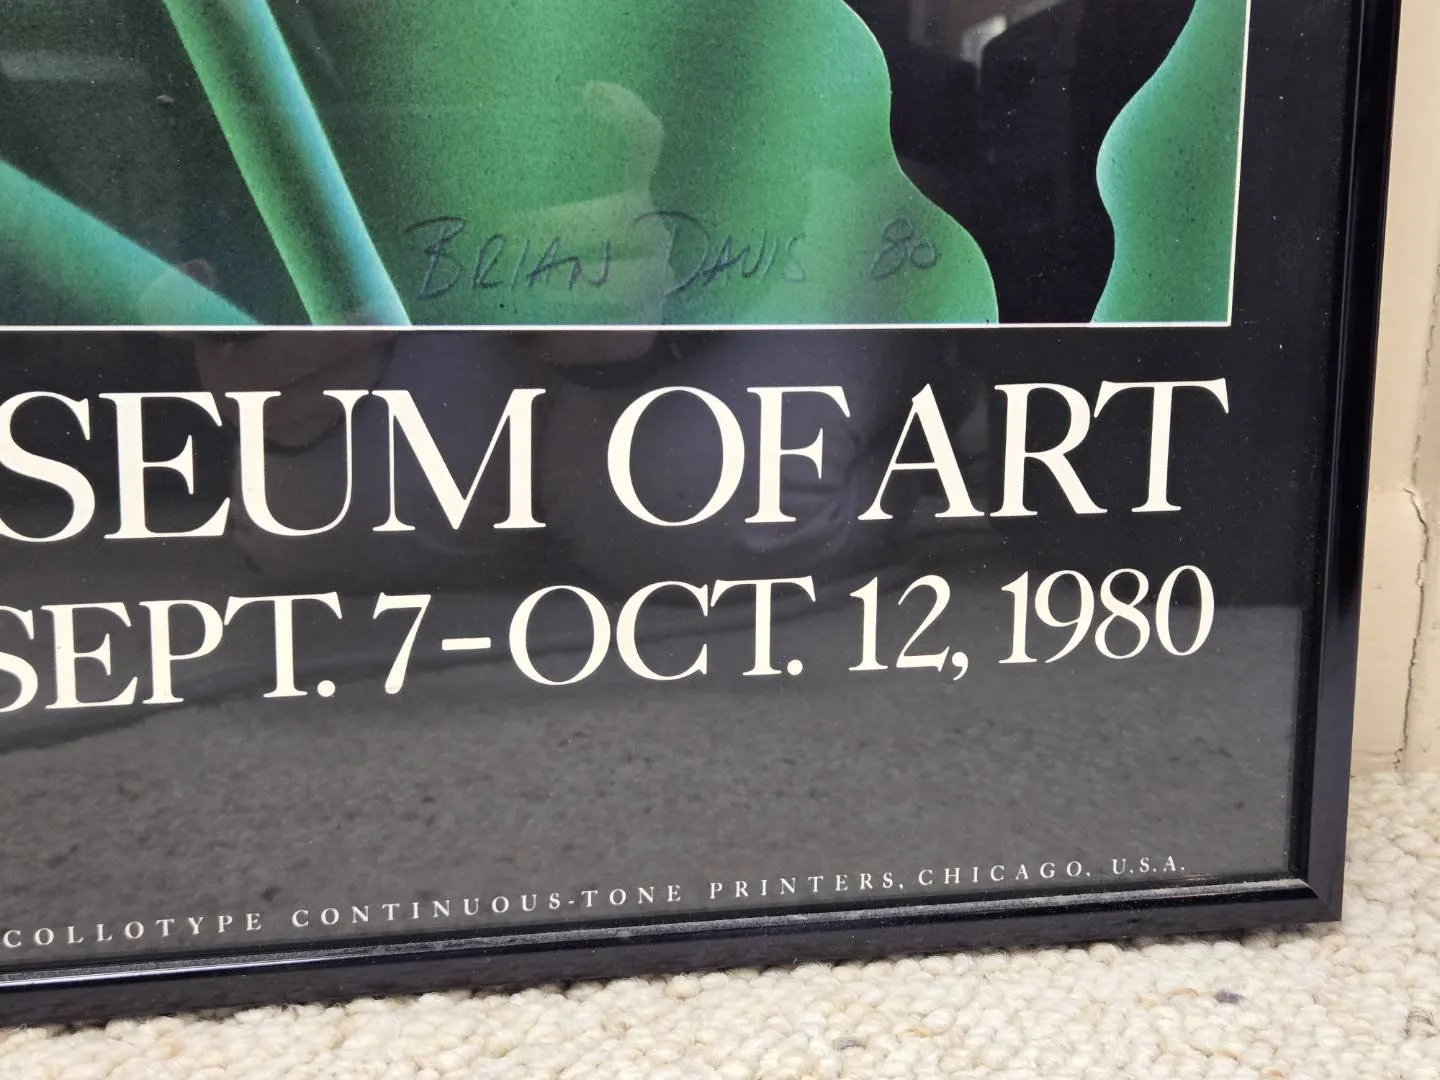 BRIAN DAVIS 80
SEUM OF ART
SEPT. 7-OCT. 12, 1980
COLLOTYPE CONTINUOUS-TONE PRINTERS, CHICAGO, U.S.A.